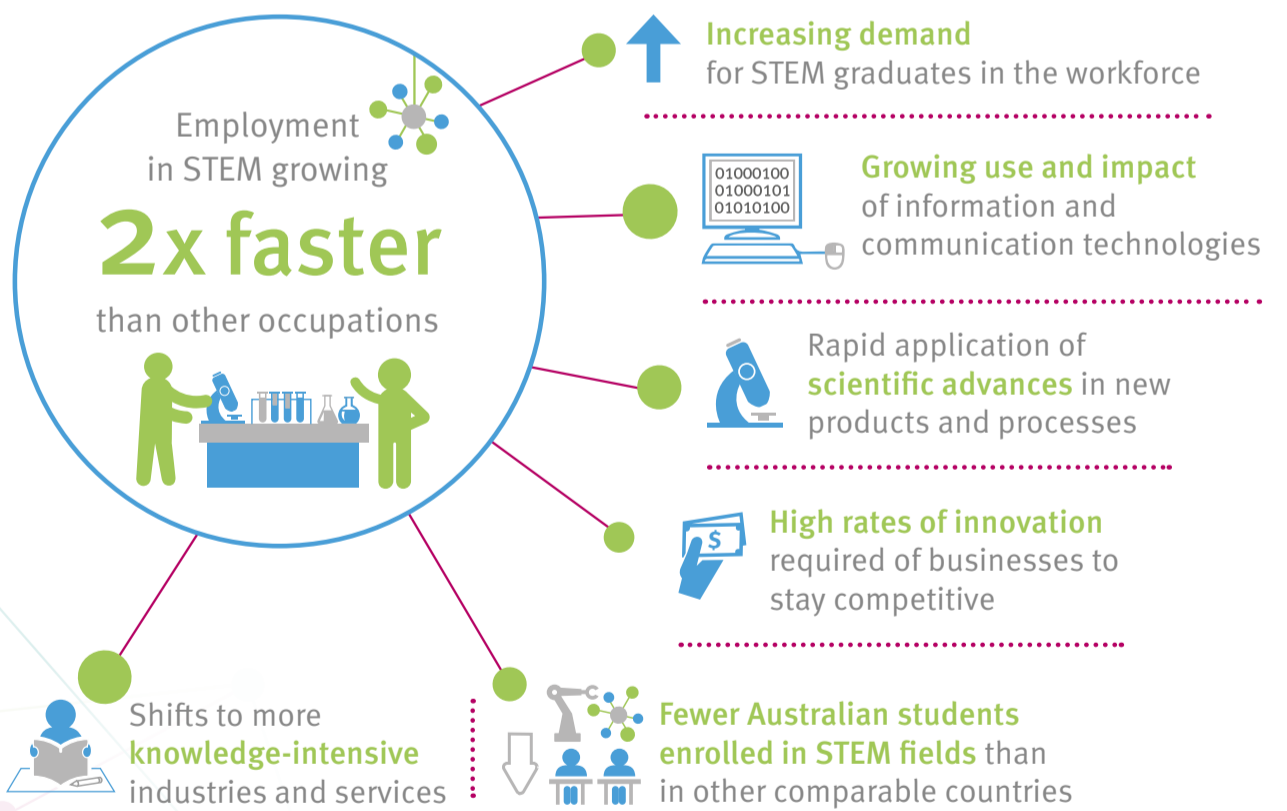 Employment
in STEM growing
2x faster
than other occupations
Increasing demand
for STEM graduates in the workforce
01000100
01000101
01010100
Growing use and impact
of information and
communication technologies
Rapid application of
scientific advances in new
products and processes
$
High rates of innovation
required of businesses to
stay competitive
Fewer Australian students
enrolled in STEM fields than
in other comparable countries
Shifts to more
knowledge-intensive
industries and services